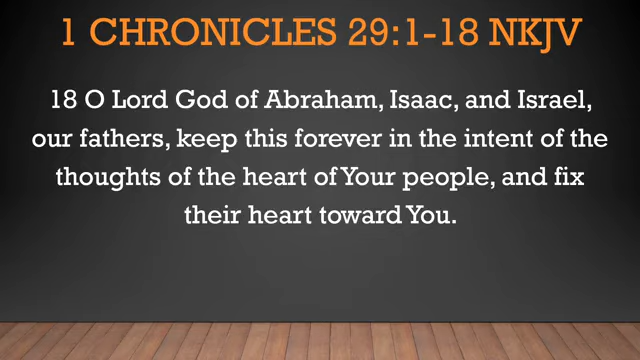 1 CHRONICLES 29:1-18 NKJV
18 O Lord God of Abraham, Isaac, and Israel,
our fathers, keep this forever in the intent of the
thoughts of the heart of Your people, and fix
their heart toward You.